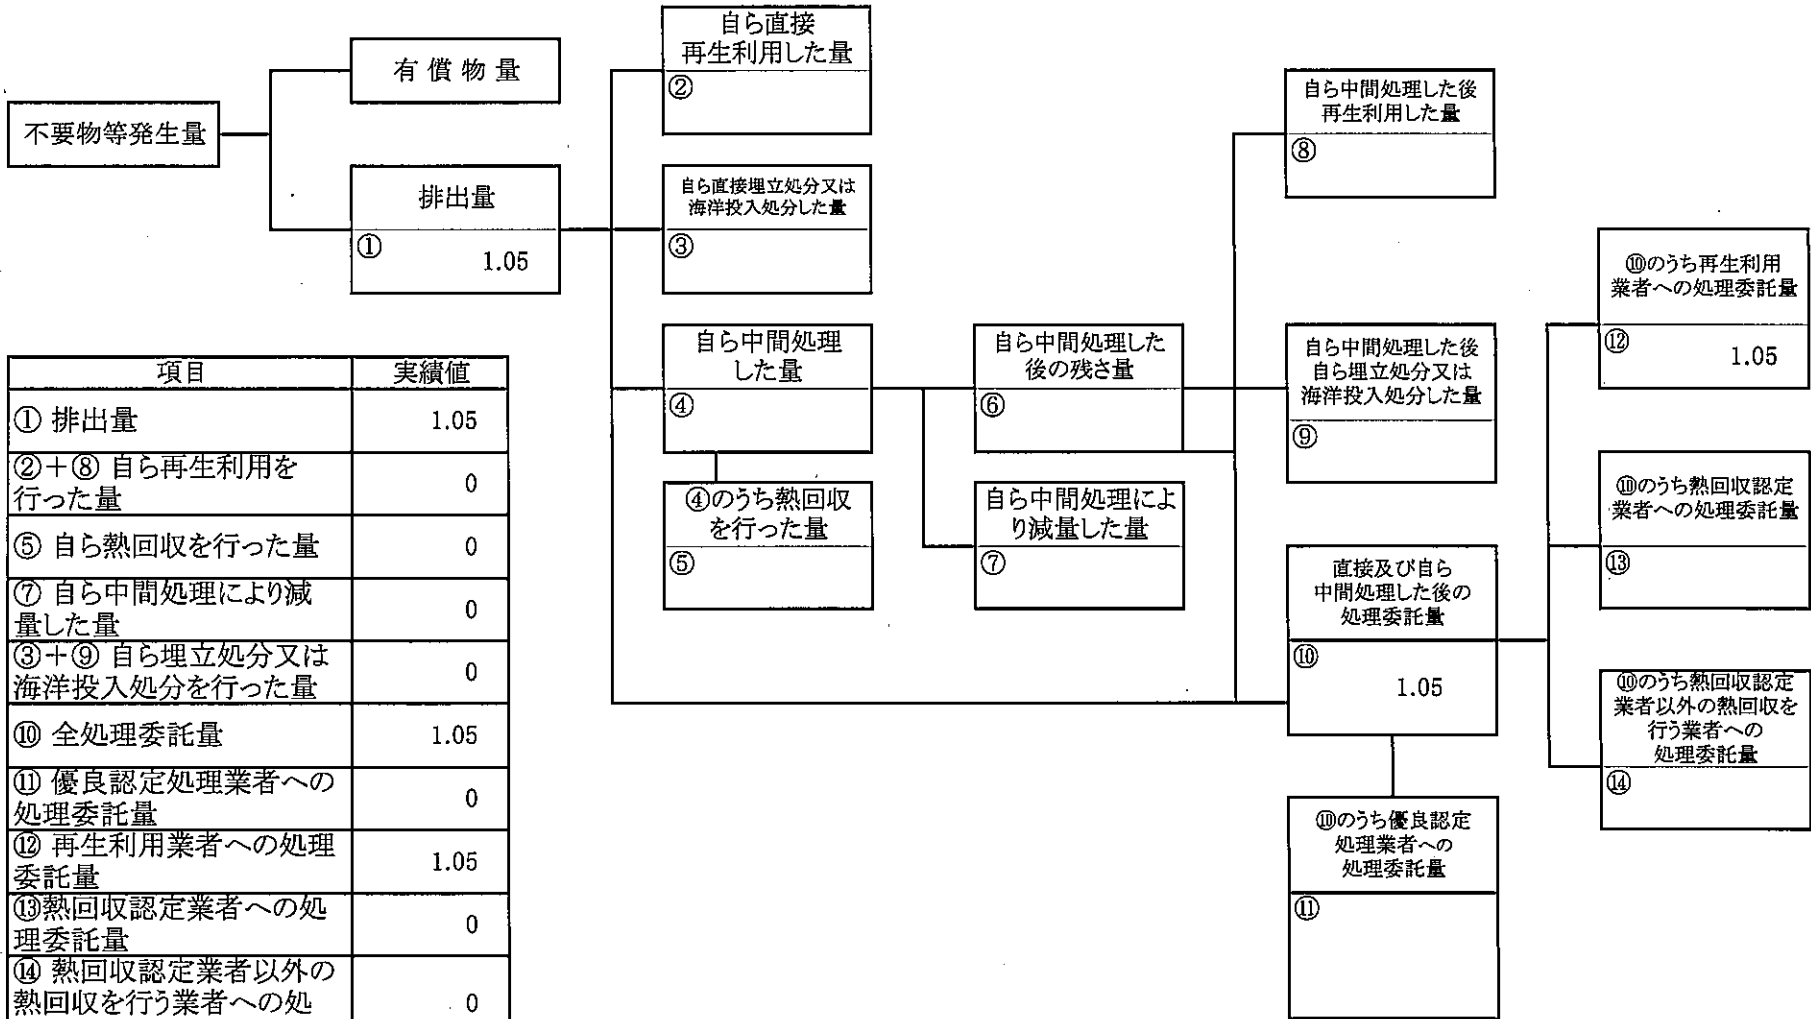 不要物等発生量
有償物量
排出量
①
1.05
自ら直接
再生利用した量
②
自ら直接埋立処分又は
海洋投入処分した量
③
自ら中間処理
した量
④
④のうち熱回収
を行った量
⑤
自ら中間処理した
後の残さ量
⑥
自ら中間処理によ
り減量した量
⑦
自ら中間処理した後
再生利用した量
⑧
自ら中間処理した後
自ら埋立処分又は
海洋投入処分した量
⑨
直接及び自ら
中間処理した後の
処理委託量
⑩
1.05
⑩のうち優良認定
処理業者への
処理委託量
⑪
⑩のうち再生利用
業者への処理委託量
⑫
1.05
⑩のうち熱回収認定
業者への処理委託量
⑬
⑩のうち熱回収認定
業者以外の熱回収を
行う業者への
処理委託量
⑭
項目 実績値
① 排出量 1.05
②+⑧ 自ら再生利用を
行った量 0
⑤ 自ら熱回収を行った量 0
⑦ 自ら中間処理により減
量した量 0
③+⑨ 自ら埋立処分又は
海洋投入処分を行った量 0
⑩ 全処理委託量 1.05
⑪ 優良認定処理業者への
処理委託量 0
⑫ 再生利用業者への処理
委託量 1.05
⑬熱回収認定業者への処
理委託量 0
⑭ 熱回収認定業者以外の
熱回収を行う業者への処 0